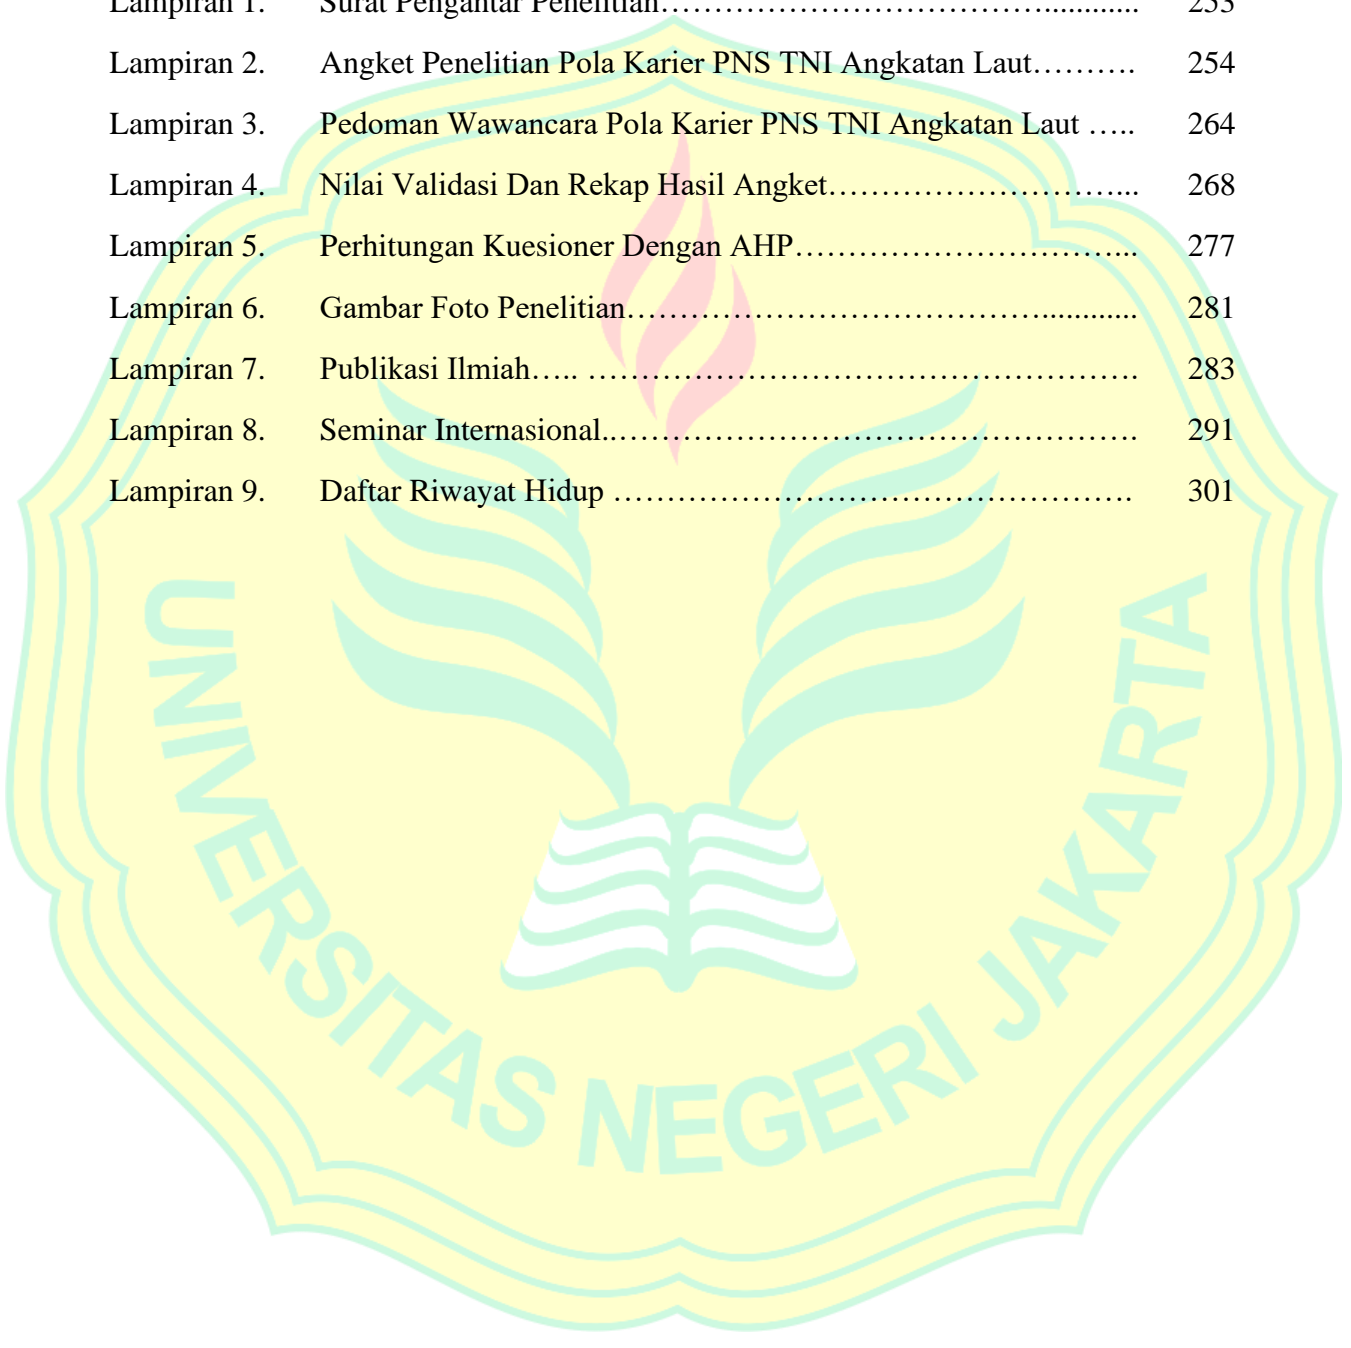 Lampiran 1. Surat Pengantar Penelitian……………………………….............. 253
Lampiran 2. Angket Penelitian Pola Karier PNS TNI Angkatan Laut………. 254
Lampiran 3. Pedoman Wawancara Pola Karier PNS TNI Angkatan Laut ….. 264
Lampiran 4. Nilai Validasi Dan Rekap Hasil Angket………………………... 268
Lampiran 5. Perhitungan Kuesioner Dengan AHP…………………………... 277
Lampiran 6. Gambar Foto Penelitian………………………………….............. 281
Lampiran 7. Publikasi Ilmiah….. ……………………………………………. 283
Lampiran 8. Seminar Internasional..…………………………………………. 291
Lampiran 9. Daftar Riwayat Hidup …………………………………………. 301
UNIVERSITAS NEGERI JAKARTA